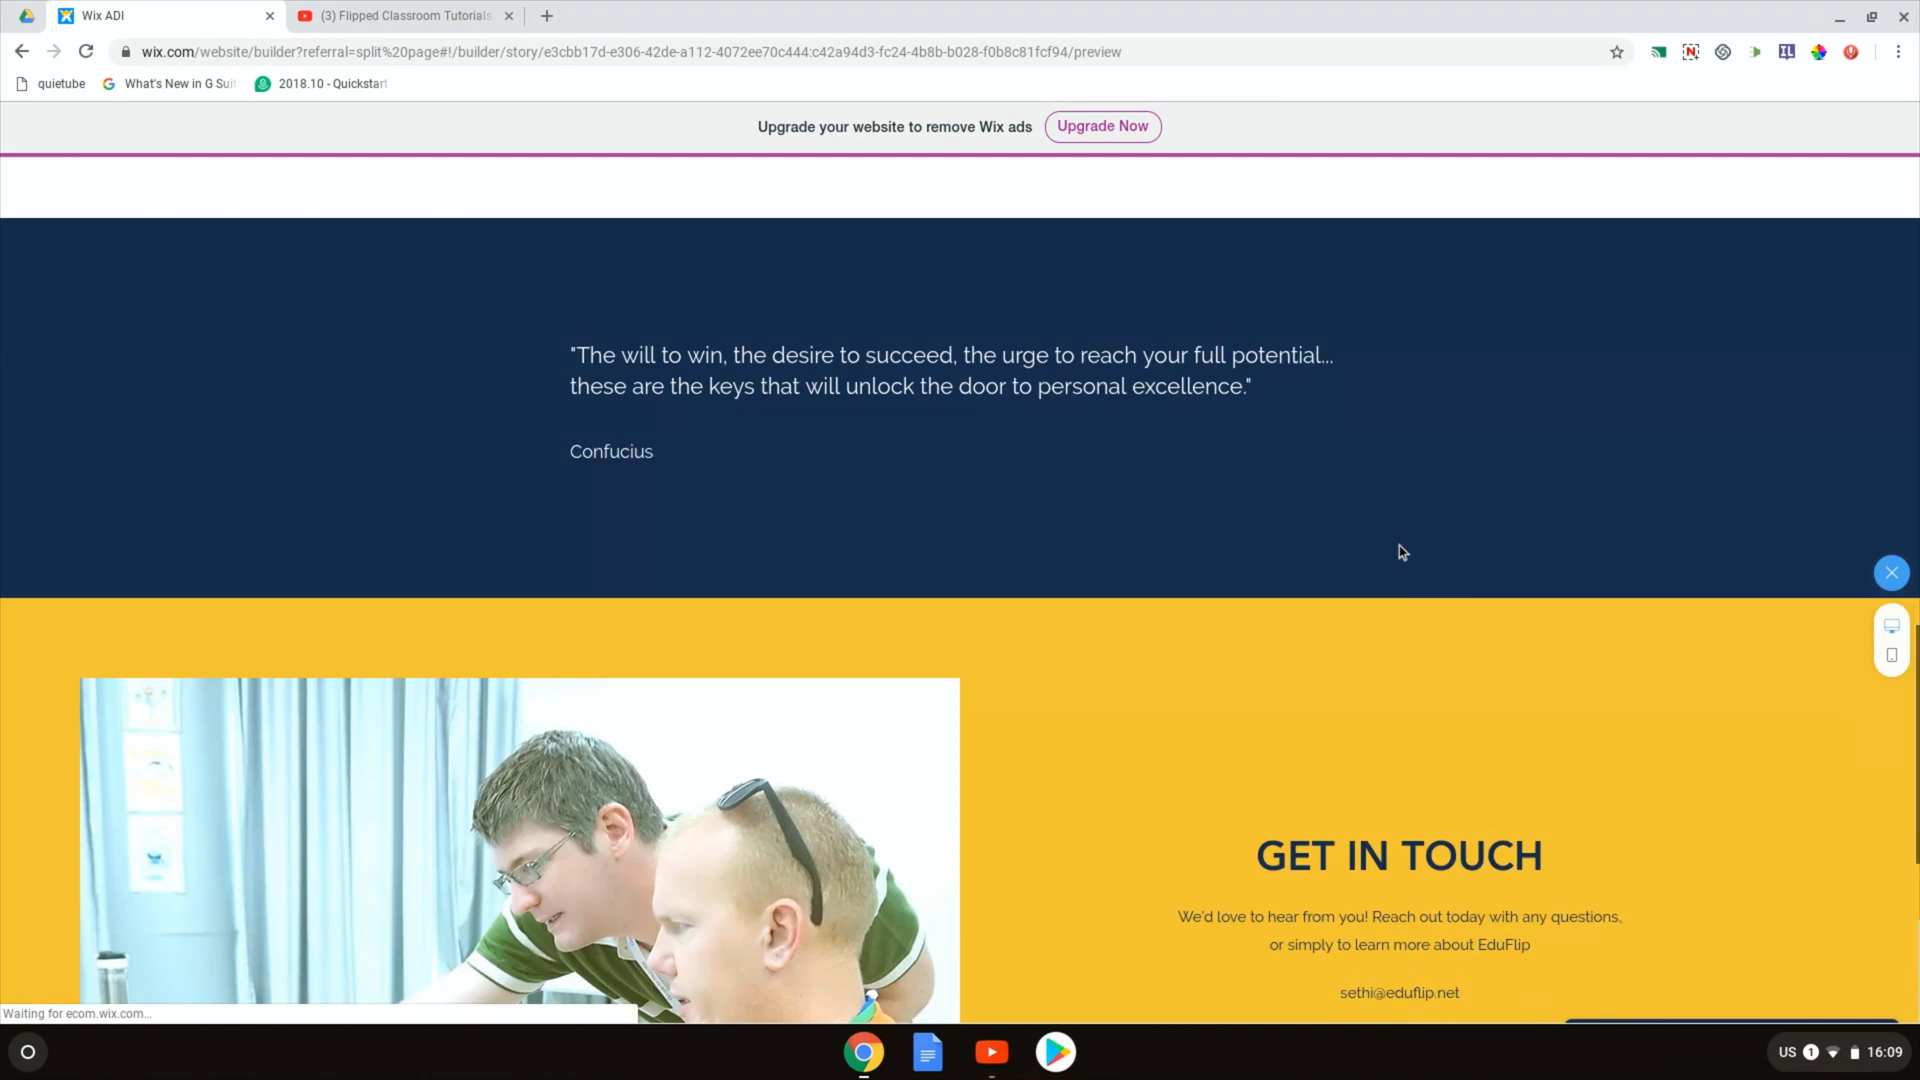 Wix ADI
(3) Flipped Classroom Tutorials
wix.com/website/builder?referral=split%20page#!/builder/story/e3cbb17d-e306-42de-a112-4072ee70c444:c42a94d3-fc24-4b8b-b028-f0b8c81fcf94/preview
quietube
What's New in G Suit
2018.10 - Quickstart
Upgrade your website to remove Wix ads
Upgrade Now
"The will to win, the desire to succeed, the urge to reach your full potential...
these are the keys that will unlock the door to personal excellence."
Confucius
GET IN TOUCH
We'd love to hear from you! Reach out today with any questions,
or simply to learn more about EduFlip
sethi@eduflip.net
Waiting for ecom.wix.com...
US 1 16:09